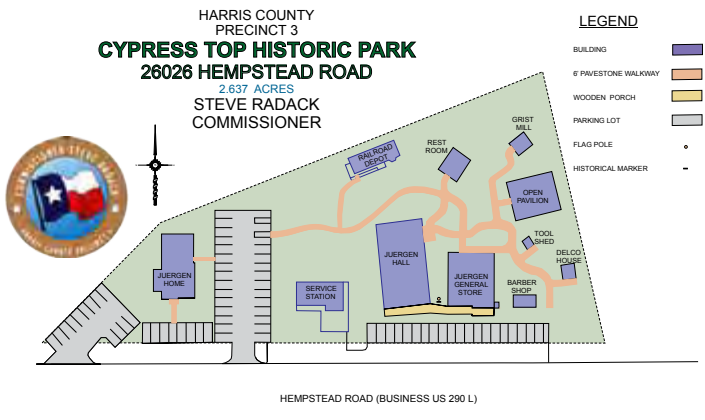 HARRIS COUNTY
PRECINCT 3
CYPRESS TOP HISTORIC PARK
26026 HEMPSTEAD ROAD
2.637 ACRES
STEVE RADACK
COMMISSIONER
LEGEND
BUILDING
6' PAVESTONE WALKWAY
WOODEN PORCH
PARKING LOT
FLAG POLE
HISTORICAL MARKER
GRIST
MILL
REST
ROOM
RAILROAD
DEPOT
OPEN
PAVILION
TOOL
SHED
DELCO
HOUSE
JUERGEN
HALL
JUERGEN
GENERAL
STORE
BARBER
SHOP
JUERGEN
HOME
SERVICE
STATION
HEMPSTEAD ROAD (BUSINESS US 290 L)